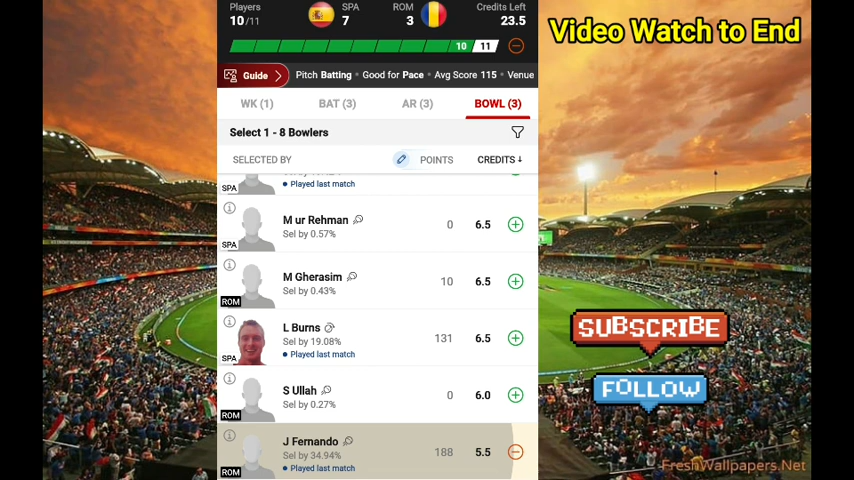 Players
SPA
ROM
Credits Left
10/11
7
3
23.5
10
11
Video Watch to End
Guide
Pitch Batting • Good for Pace • Avg Score 115 • Venue
WK (1)
BAT (3)
AR (3)
BOWL (3)
Select 1 - 8 Bowlers
SELECTED BY
POINTS
CREDITS↓
SPA
Played last match
M ur Rehman
Sel by 0.57%
0
6.5
SPA
M Gherasim
Sel by 0.43%
10
6.5
ROM
L Burns
Sel by 19.08%
Played last match
131
6.5
SPA
S Ullah
Sel by 0.27%
0
6.0
ROM
J Fernando
Sel by 34.94%
Played last match
188
5.5
ROM
SUBSCRIBE
FOLLOW
FreshWallpapers.Net